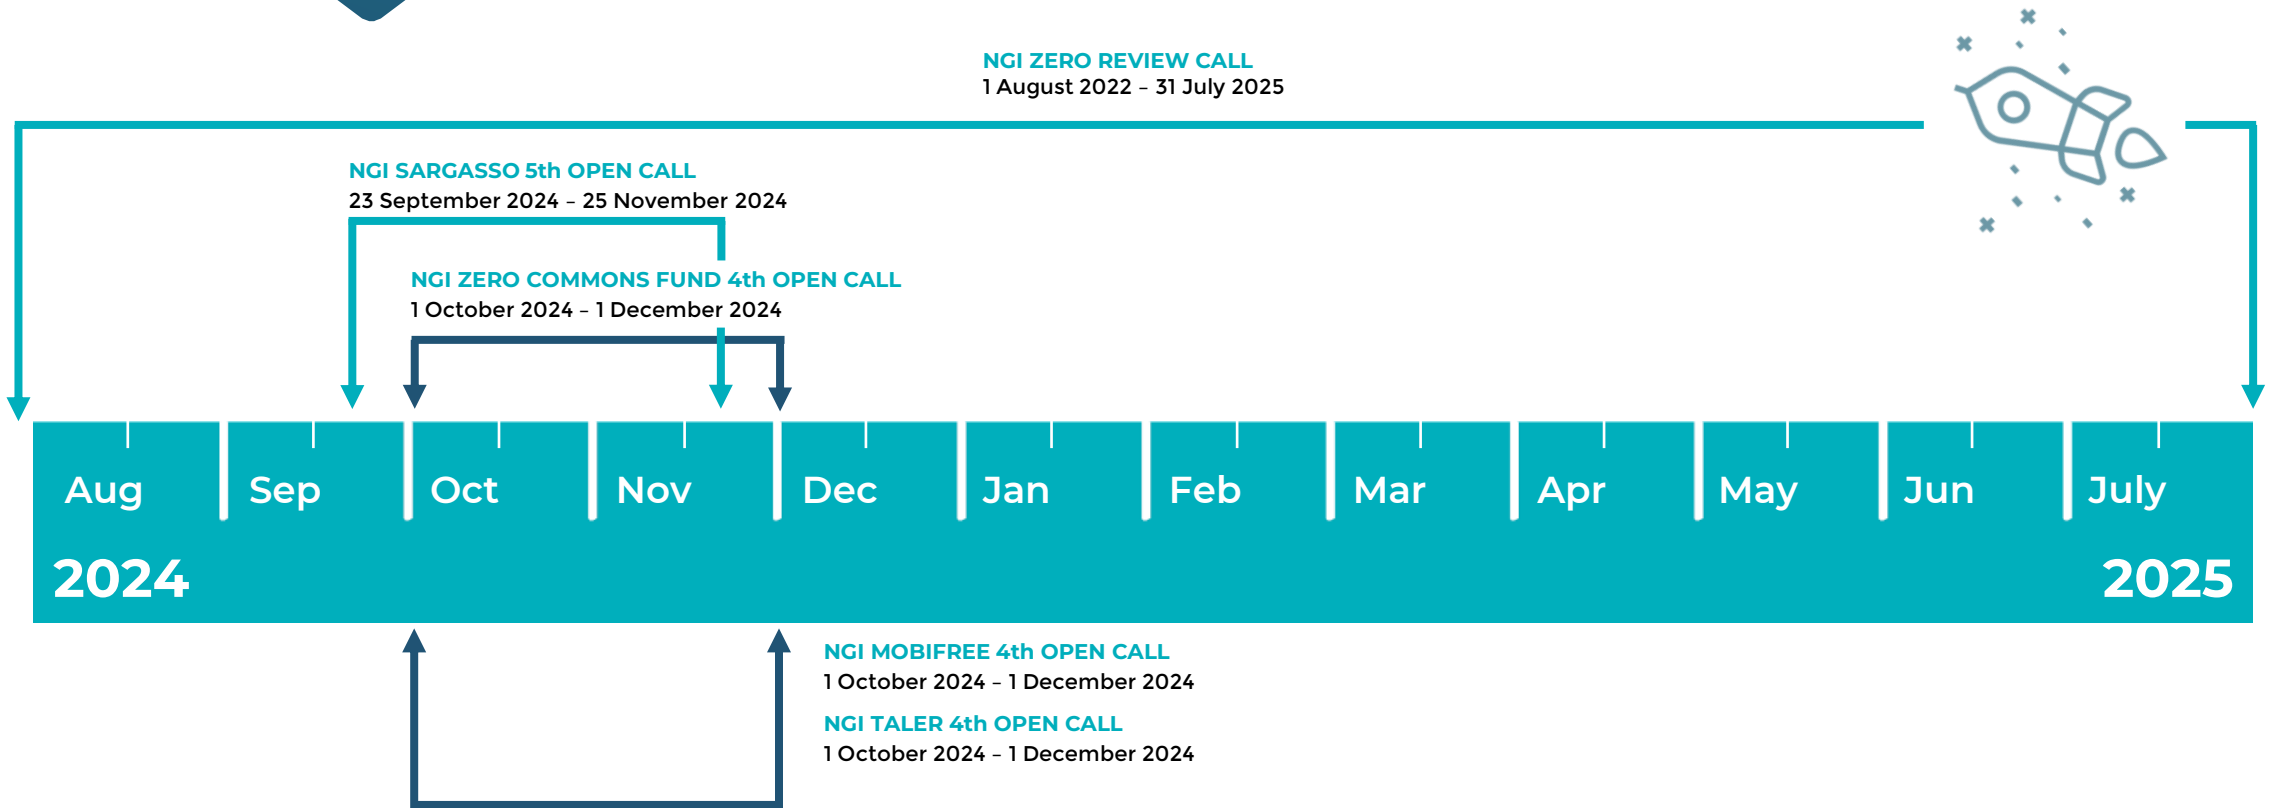 NGI ZERO REVIEW CALL
1 August 2022 – 31 July 2025
NGI SARGASSO 5th OPEN CALL
23 September 2024 – 25 November 2024
NGI ZERO COMMONS FUND 4th OPEN CALL
1 October 2024 – 1 December 2024
Aug Sep Oct Nov Dec Jan Feb Mar Apr May Jun July
2024 2025
NGI MOBIFREE 4th OPEN CALL
1 October 2024 – 1 December 2024
NGI TALER 4th OPEN CALL
1 October 2024 – 1 December 2024